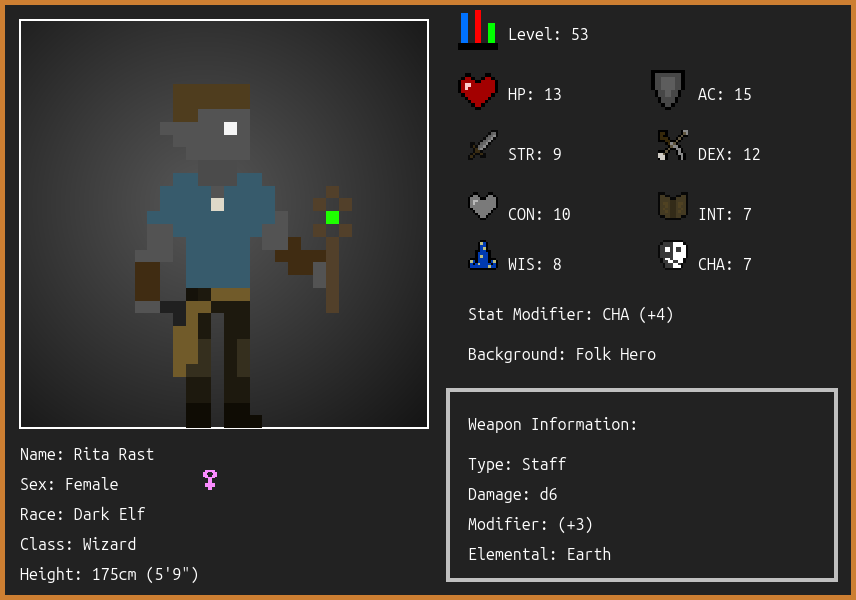 Level: 53
HP: 13
AC: 15
STR: 9
DEX: 12
CON: 10
INT: 7
WIS: 8
CHA: 7
Stat Modifier: CHA (+4)
Background: Folk Hero
Weapon Information:
Type: Staff
Damage: d6
Modifier: (+3)
Elemental: Earth
Name: Rita Rast
Sex: Female
Race: Dark Elf
Class: Wizard
Height: 175cm (5'9")